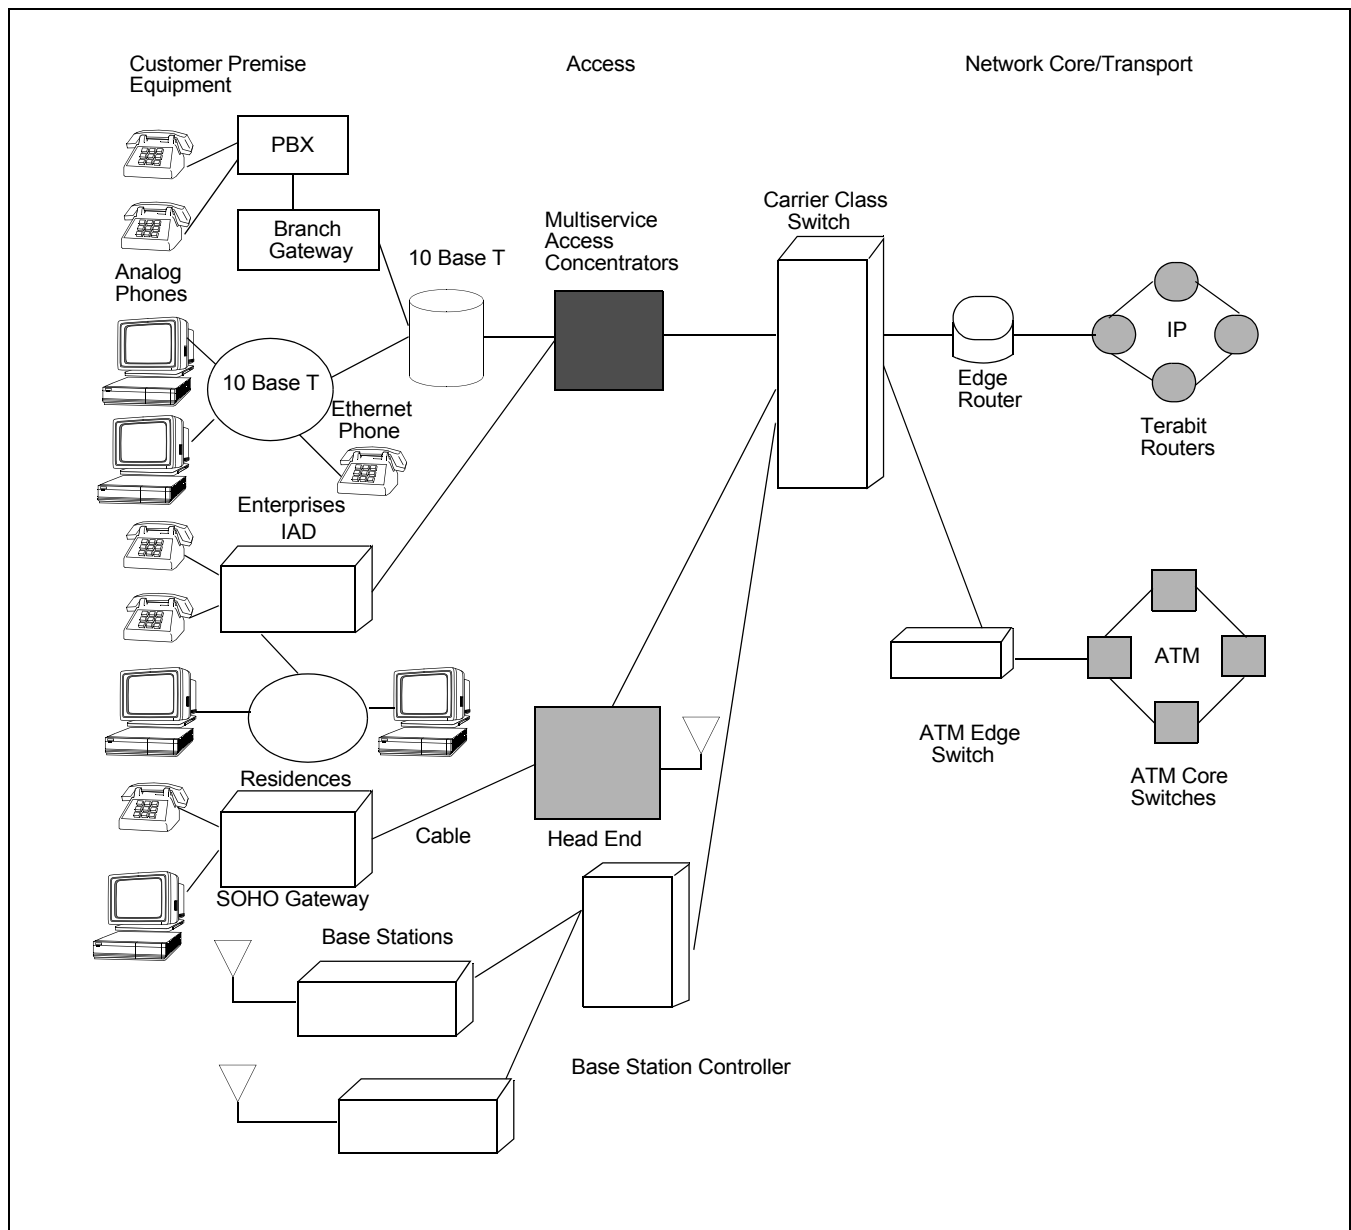 Customer Premise
Equipment
Access
Network Core/Transport
PBX
Branch
Gateway
10 Base T
Analog
Phones
10 Base T
Ethernet
Phone
Multiservice
Access
Concentrators
Carrier Class
Switch
Edge
Router
IP
Terabit
Routers
Enterprises
IAD
Residences
Cable
SOHO Gateway
Head End
ATM Edge
Switch
ATM
ATM Core
Switches
Base Stations
Base Station Controller